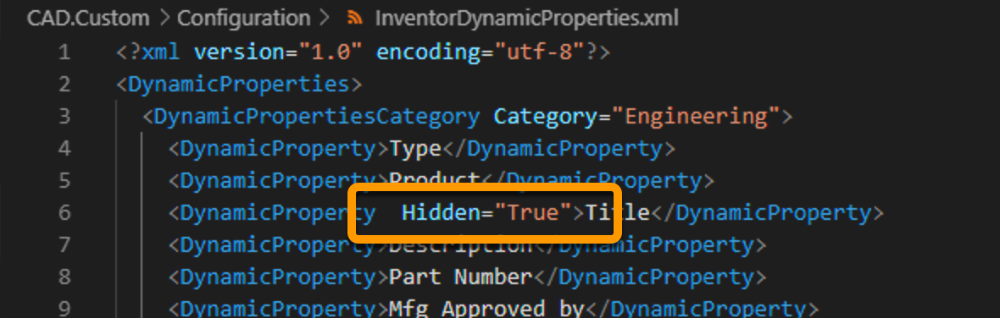 CAD.Custom > Configuration > InventorDynamicProperties.xml
1 <?xml version="1.0" encoding="utf-8"?>
2 <DynamicProperties>
3 <DynamicPropertiesCategory Category="Engineering">
4 <DynamicProperty>Type</DynamicProperty>
5 <DynamicProperty>Product</DynamicProperty>
6 <DynamicProperty  Hidden="True">Title</DynamicProperty>
7 <DynamicProperty>Description</DynamicProperty>
8 <DynamicProperty>Part Number</DynamicProperty>
9 <DynamicProperty>Mfg Approved by</DynamicProperty>